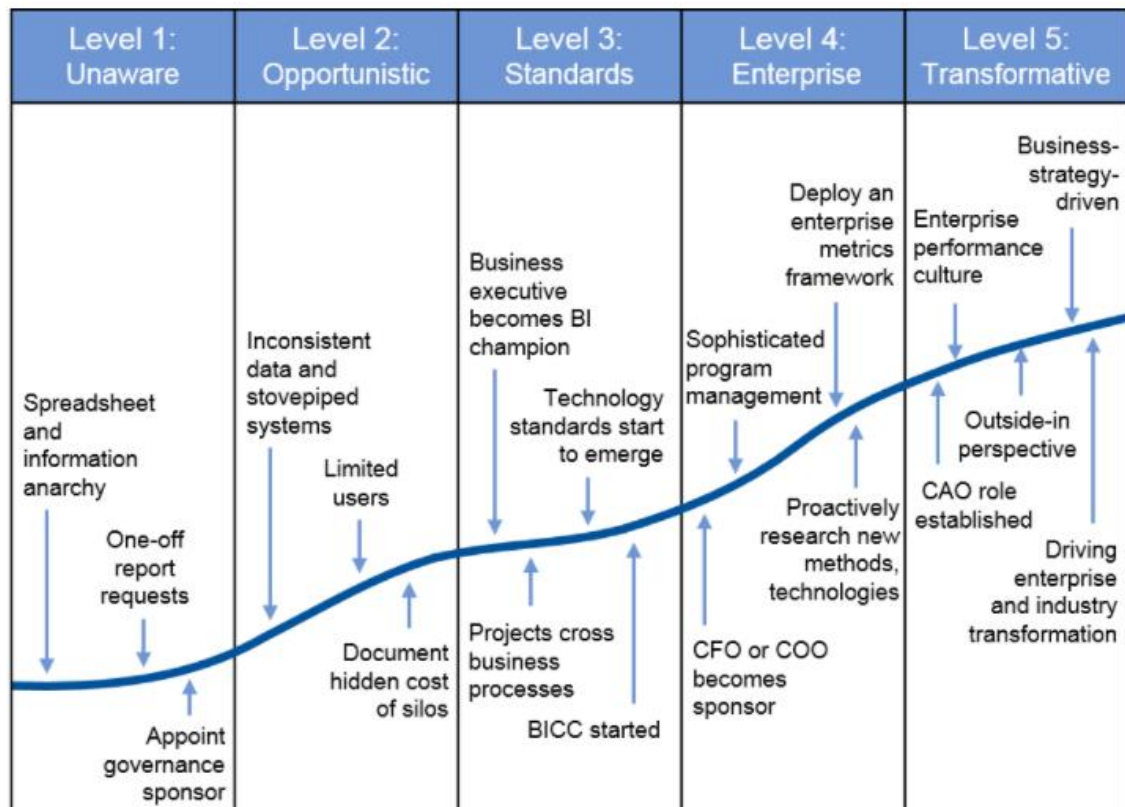 Level 1:
Unaware
Level 2:
Opportunistic
Level 3:
Standards
Level 4:
Enterprise
Level 5:
Transformative
Spreadsheet
and
information
anarchy
One-off
report
requests
Appoint
governance
sponsor
Inconsistent
data and
stovepiped
systems
Limited
users
Document
hidden cost
of silos
Business
executive
becomes BI
champion
Technology
standards start
to emerge
Projects cross
business
processes
BICC started
Sophisticated
program
management
Deploy an
enterprise
metrics
framework
CFO or COO
becomes
sponsor
Proactively
research new
methods,
technologies
Enterprise
performance
culture
Business-
strategy-
driven
CAO role
established
Outside-in
perspective
Driving
enterprise
and industry
transformation